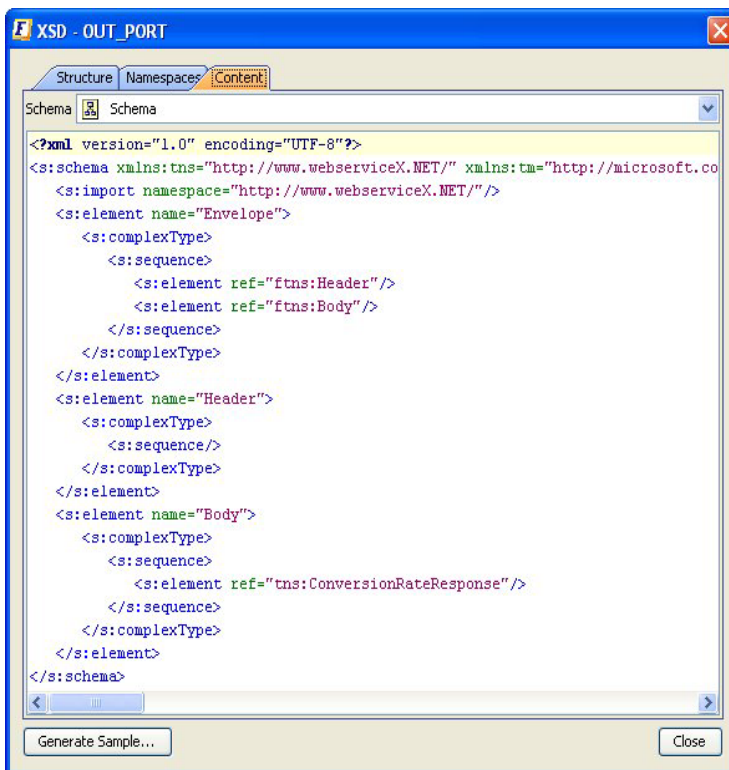 XSD - OUT_PORT
Structure Namespaces Content
Schema Schema
<?xml version="1.0" encoding="UTF-8"?>
<s:schema xmlns:tns="http://www.webserviceX.NET/" xmlns:tm="http://microsoft.co
<s:import namespace="http://www.webserviceX.NET/"/>
<s:element name="Envelope">
<s:complexType>
<s:sequence>
<s:element ref="ftns:Header"/>
<s:element ref="ftns:Body"/>
</s:sequence>
</s:complexType>
</s:element>
<s:element name="Header">
<s:complexType>
<s:sequence/>
</s:complexType>
</s:element>
<s:element name="Body">
<s:complexType>
<s:sequence>
<s:element ref="tns:ConversionRateResponse"/>
</s:sequence>
</s:complexType>
</s:element>
</s:schema>
Generate Sample... Close